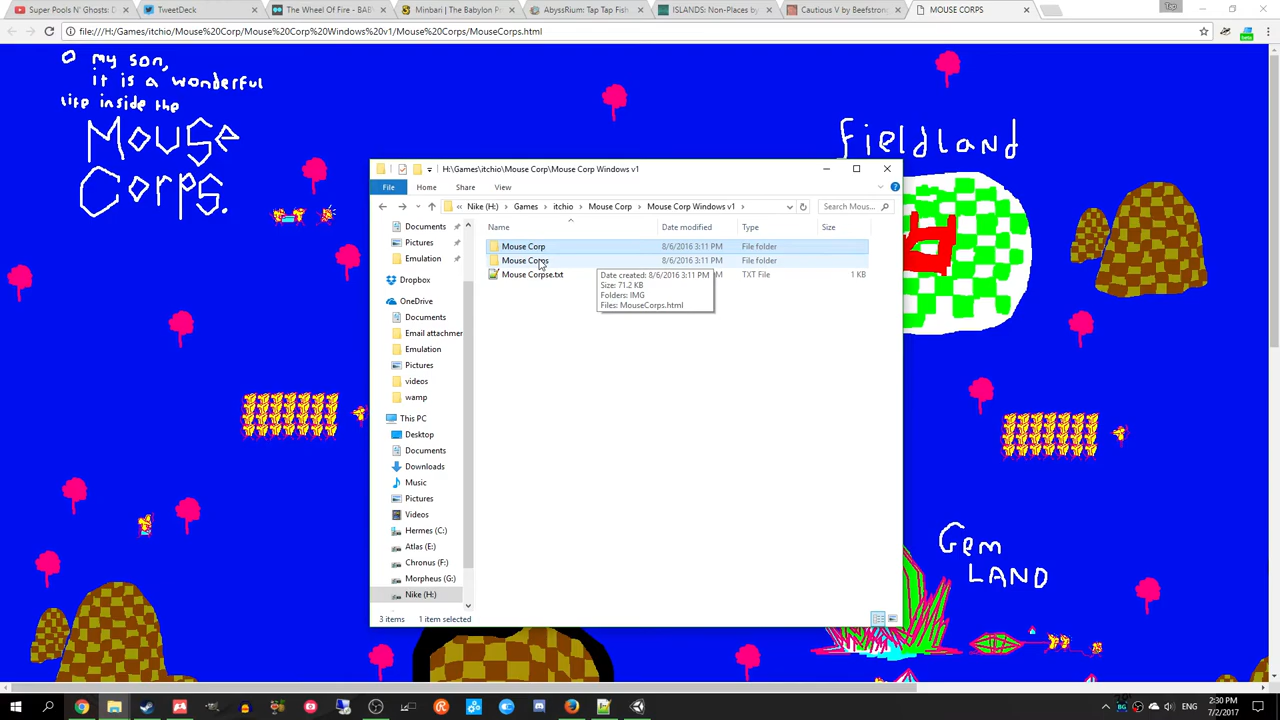 Super Pools N' Ghosts: D
TweetDeck
The Wheel Of Fire - BAB
Minbari | The Babylon P
AbyssRium: Tap Tap Fish
ISLANDS: Non-Places by
Cautious V by Beefstrong
MOUSE CORPS
file:///H:/Games/itchio/Mouse%20Corp/Mouse%20Corp%20Windows%20v1/Mouse%20Corps/MouseCorps.html
O my son,
it is a wonderful
life inside the
Mouse
Corps.
Fieldland
Gem
LAND
H:\Games\itchio\Mouse Corp\Mouse Corp Windows v1
File
Home
Share
View
Nike (H:)
Games
itchio
Mouse Corp
Mouse Corp Windows v1
Search Mous...
Name
Date modified
Type
Size
Mouse Corp
8/6/2016 3:11 PM
File folder
Mouse Corps
8/6/2016 3:11 PM
File folder
Mouse Corpse.txt
TXT File
1 KB
Date created: 8/6/2016 3:11 PM
Size: 71.2 KB
Folders: IMG
Files: MouseCorps.html
Documents
Pictures
Emulation
Dropbox
OneDrive
Documents
Email attachmer
Emulation
Pictures
videos
wamp
This PC
Desktop
Documents
Downloads
Music
Pictures
Videos
Hermes (C:)
Atlas (E:)
Chronus (F:)
Morpheus (G:)
Nike (H:)
3 items
1 item selected
ENG
2:30 PM
7/2/2017